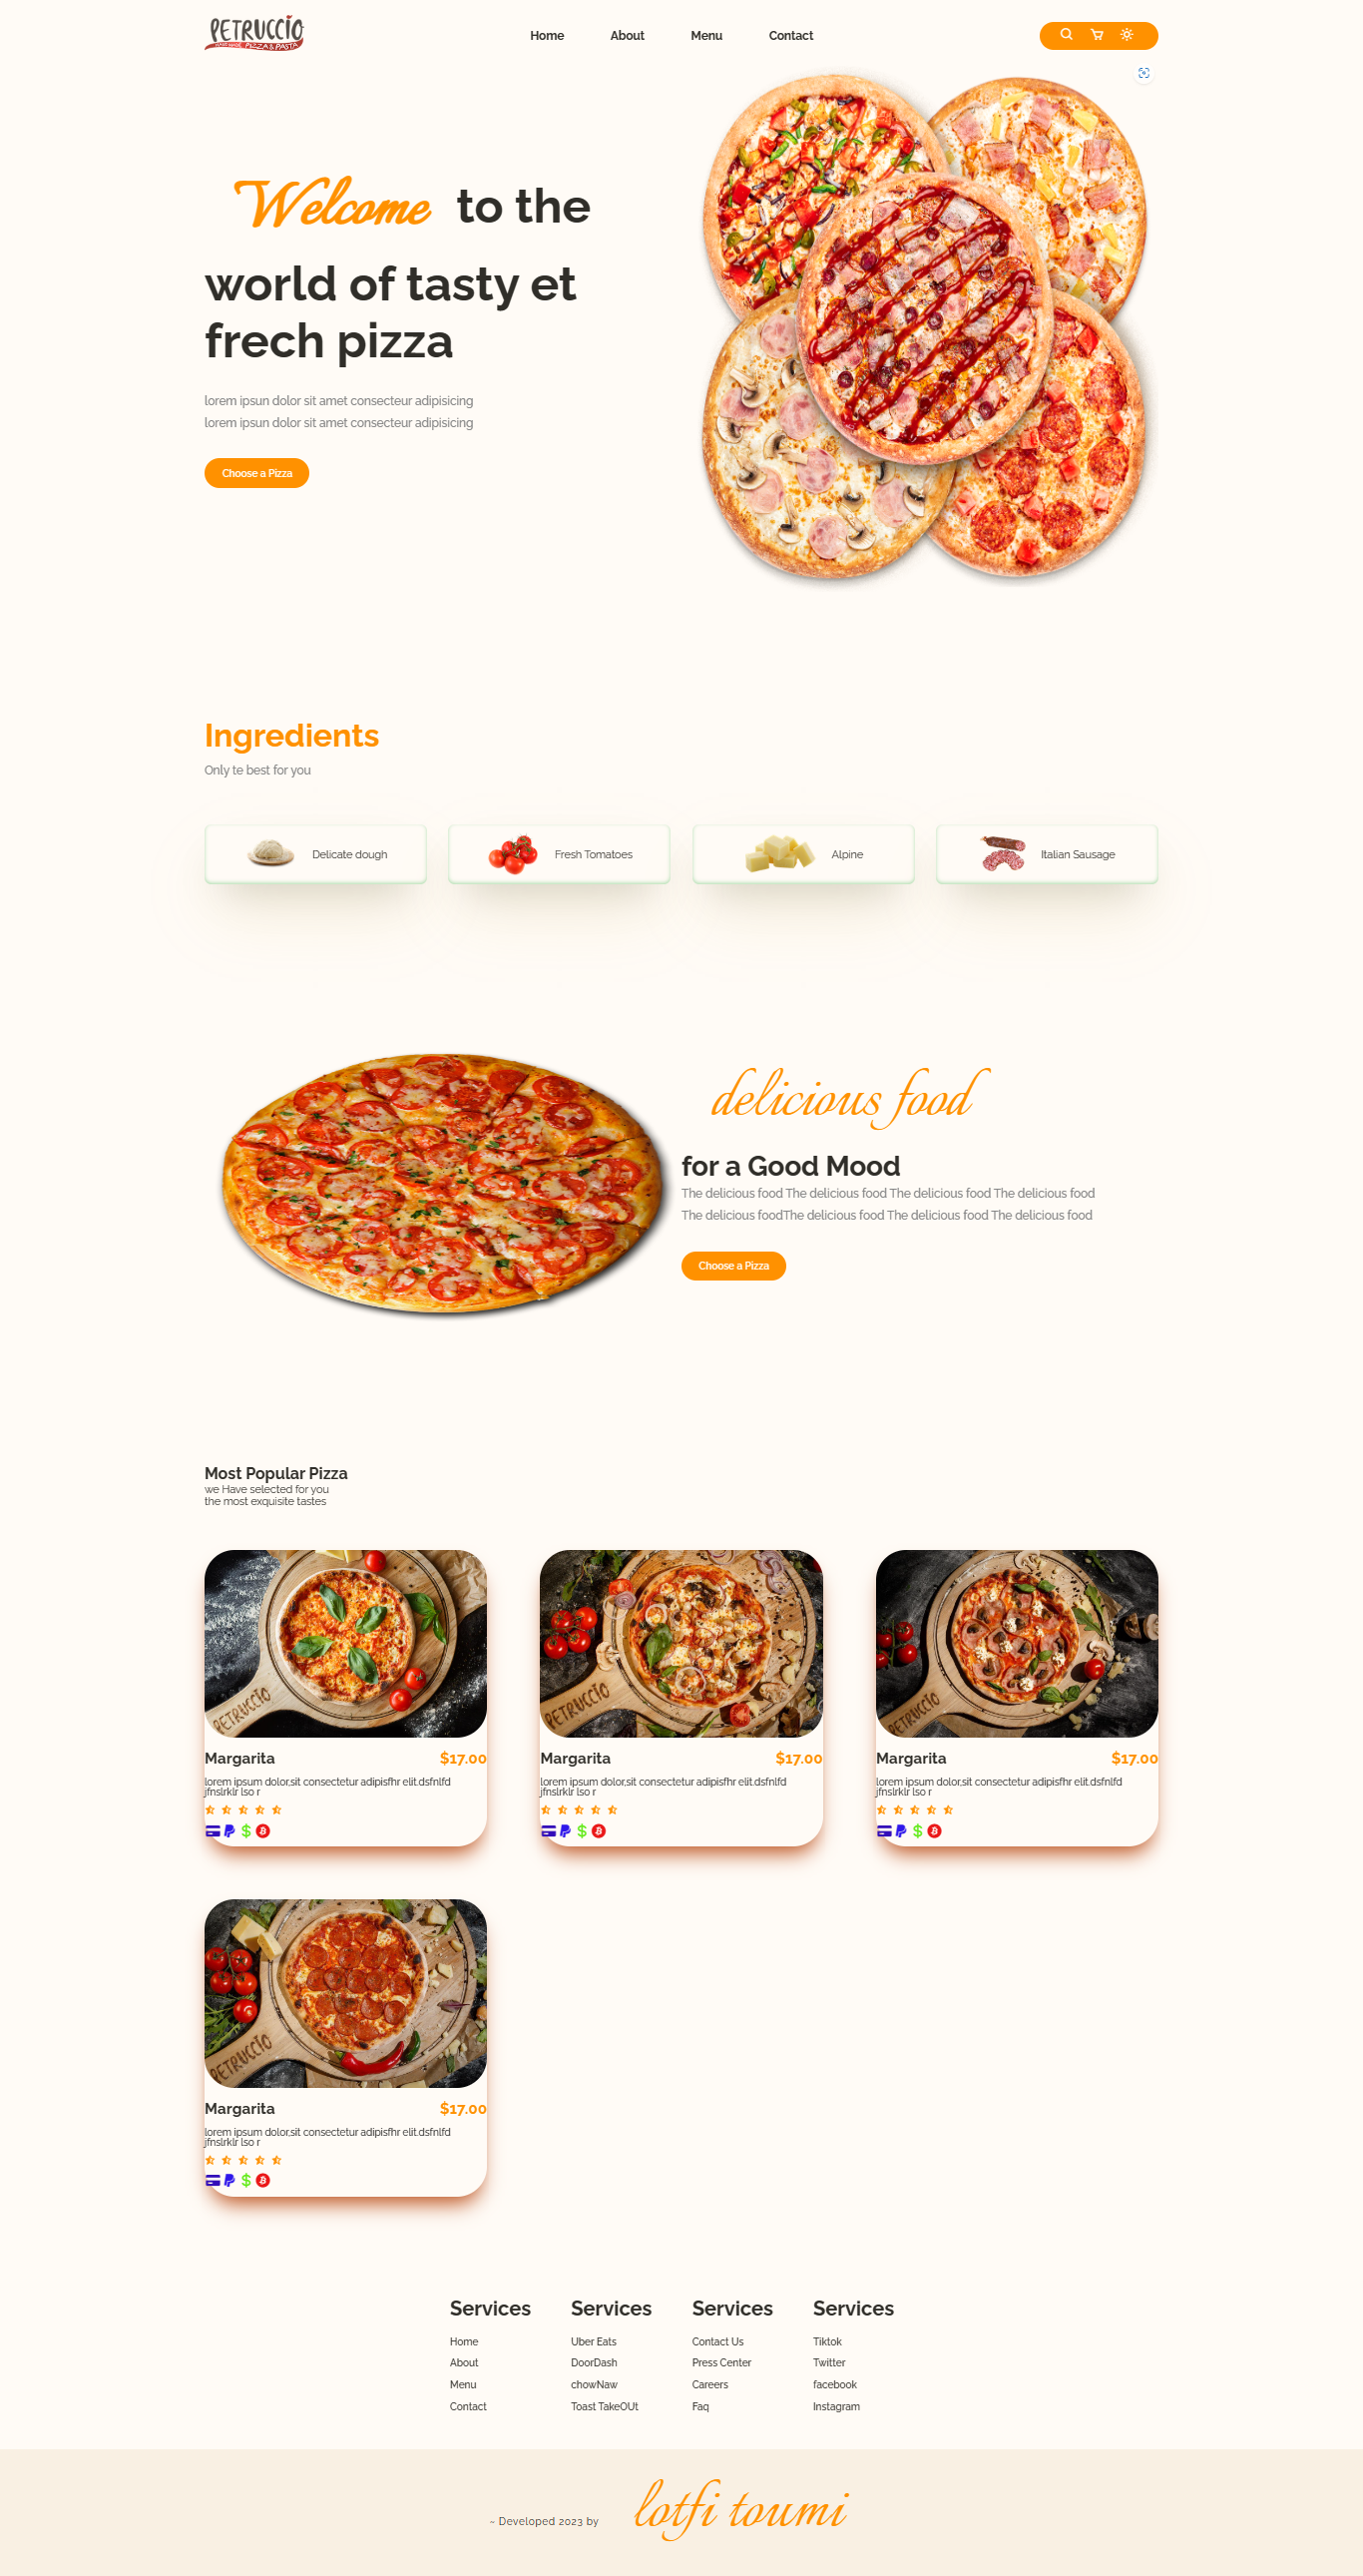 PETRUCCIO
PIZZA & PASTA
Home
About
Menu
Contact
Welcome to the
world of tasty et
frech pizza
lorem ipsun dolor sit amet consecteur adipisicing
lorem ipsun dolor sit amet consecteur adipisicing
Choose a Pizza
Ingredients
Only te best for you
Delicate dough
Fresh Tomatoes
Alpine
Italian Sausage
delicious food
for a Good Mood
The delicious food The delicious food The delicious food The delicious food
The delicious foodThe delicious food The delicious food The delicious food
Choose a Pizza
Most Popular Pizza
we Have selected for you
the most exquisite tastes
PETRUCCIO
PETRUCCIO
PETRUCCIO
Margarita $17.00
lorem ipsum dolor,sit consectetur adipisfhr elit.dsfnlfd
jfnslrklr lso r
Margarita $17.00
lorem ipsum dolor,sit consectetur adipisfhr elit.dsfnlfd
jfnslrklr lso r
Margarita $17.00
lorem ipsum dolor,sit consectetur adipisfhr elit.dsfnlfd
jfnslrklr lso r
PETRUCCIO
Margarita $17.00
lorem ipsum dolor,sit consectetur adipisfhr elit.dsfnlfd
jfnslrklr lso r
Services
Home
About
Menu
Contact
Services
Uber Eats
DoorDash
chowNaw
Toast TakeOUt
Services
Contact Us
Press Center
Careers
Faq
Services
Tiktok
Twitter
facebook
Instagram
~ Developed 2023 by lotfi toumi